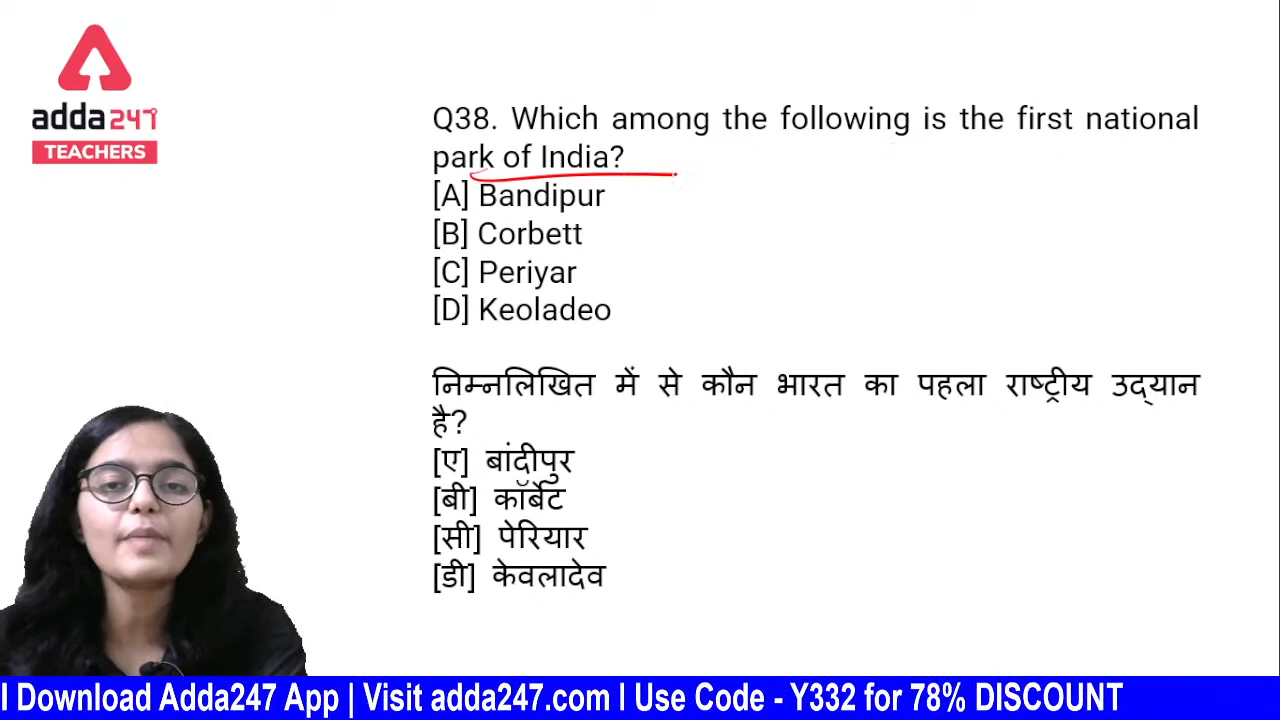 adda247
TEACHERS
Q38. Which among the following is the first national
park of India?
[A] Bandipur
[B] Corbett
[C] Periyar
[D] Keoladeo
निम्नलिखित में से कौन भारत का पहला राष्ट्रीय उद्यान
है?
[ए] बांदीपुर
[बी] कॉर्बेट
[सी] पेरियार
[डी] केवलादेव
l Download Adda247 App | Visit adda247.com l Use Code - Y332 for 78% DISCOUNT